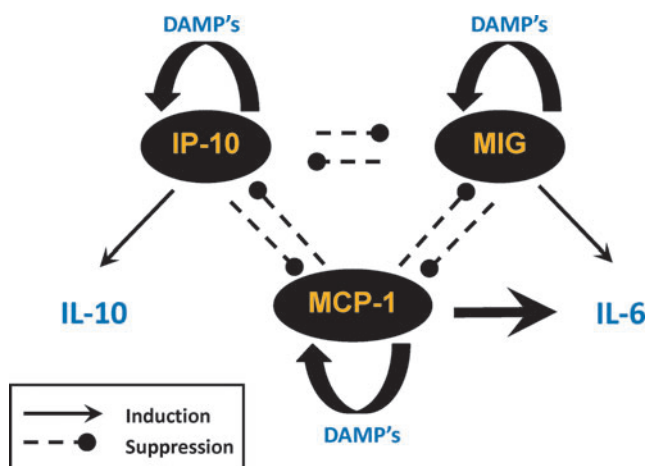 DAMP's
DAMP's
IP-10
MIG
MCP-1
IL-10
IL-6
DAMP's
Induction
Suppression